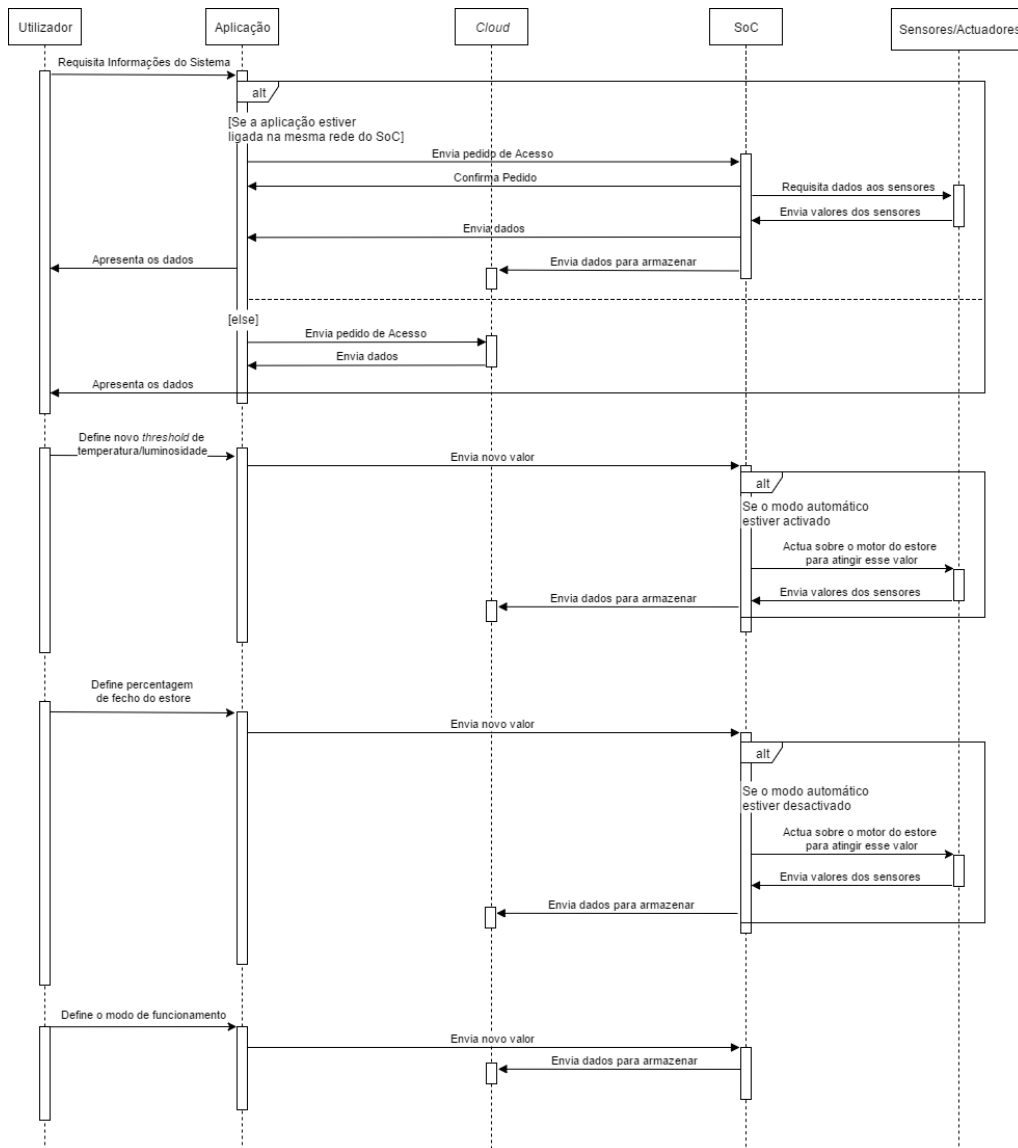 Utilizador
Aplicação
Cloud
SoC
Sensores/Actuadores
Requisita Informações do Sistema
alt
[Se a aplicação estiver
ligada na mesma rede do SoC]
Envia pedido de Acesso
Confirma Pedido
Requisita dados aos sensores
Envia valores dos sensores
Envia dados
Apresenta os dados
Envia dados para armazenar
[else]
Envia pedido de Acesso
Envia dados
Apresenta os dados
Define novo threshold de
temperatura/luminosidade
Envia novo valor
alt
Se o modo automático
estiver activado
Actua sobre o motor do estore
para atingir esse valor
Envia valores dos sensores
Envia dados para armazenar
Define percentagem
de fecho do estore
Envia novo valor
alt
Se o modo automático
estiver desactivado
Actua sobre o motor do estore
para atingir esse valor
Envia valores dos sensores
Envia dados para armazenar
Define o modo de funcionamento
Envia novo valor
Envia dados para armazenar